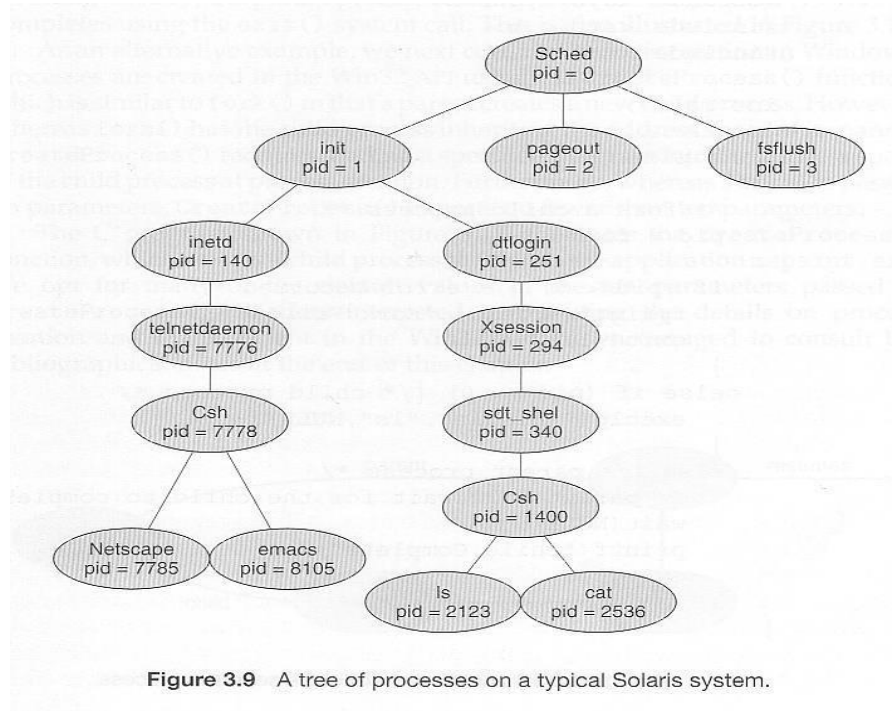 Sched
pid = 0
init
pid = 1
pageout
pid = 2
fsflush
pid = 3
inetd
pid = 140
dtlogin
pid = 251
telnetdaemon
pid = 7776
Xsession
pid = 294
Csh
pid = 7778
sdt_shel
pid = 340
Csh
pid = 1400
Netscape
pid = 7785
emacs
pid = 8105
ls
pid = 2123
cat
pid = 2536
Figure 3.9 A tree of processes on a typical Solaris system.